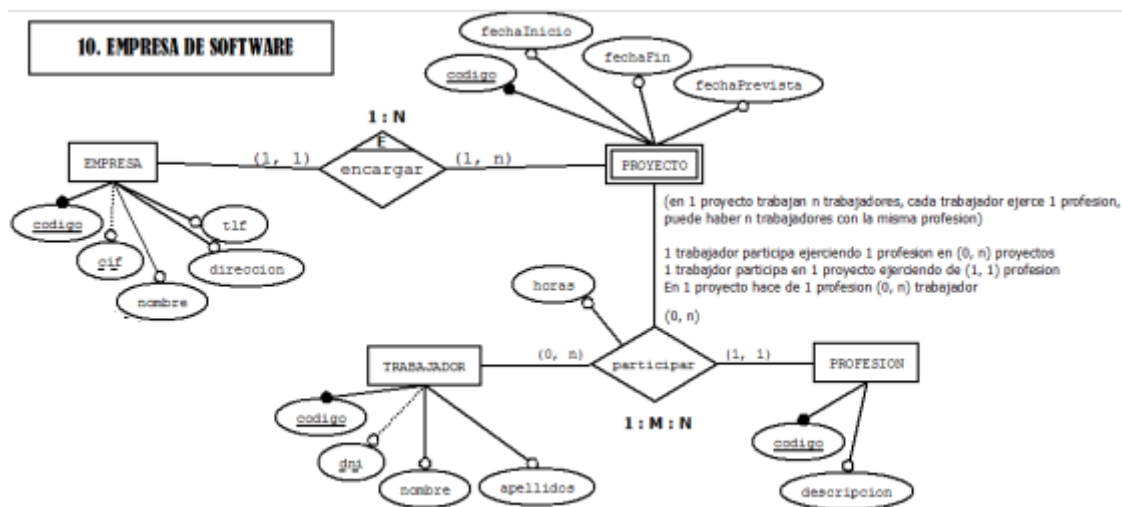 10. EMPRESA DE SOFTWARE
fechaInicio
fechaFin
codigo
fechaPrevista
1 : N
E
EMPRESA
(1, 1)
encargar
(1, n)
PROYECTO
codigo
tlf
cif
direccion
nombre
(en 1 proyecto trabajan n trabajadores, cada trabajador ejerce 1 profesion,
puede haber n trabajadores con la misma profesion)
1 trabajador participa ejerciendo 1 profesion en (0, n) proyectos
1 trabajdor participa en 1 proyecto ejerciendo de (1, 1) profesion
En 1 proyecto hace de 1 profesion (0, n) trabajador
horas
(0, n)
TRABAJADOR
(0, n)
participar
(1, 1)
PROFESION
codigo
dni
nombre
apellidos
1 : M : N
codigo
descripcion